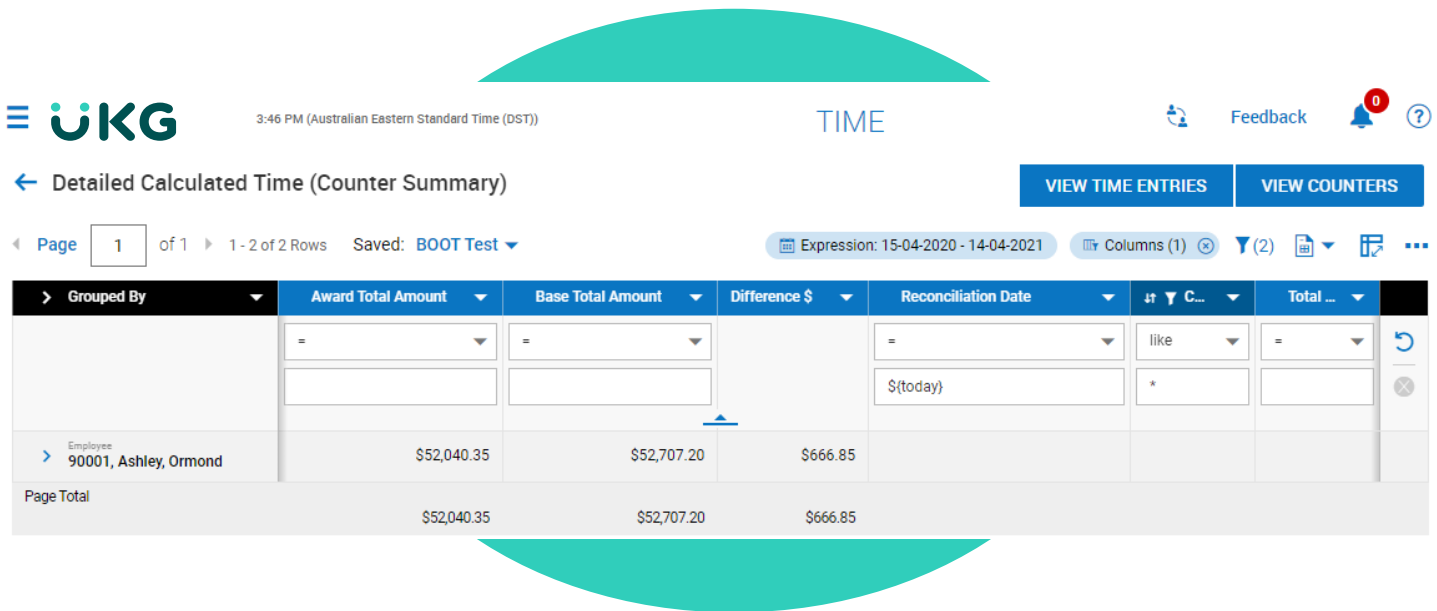 UKG 3:46 PM (Australian Eastern Standard Time (DST)) TIME Feedback 0 ?
Detailed Calculated Time (Counter Summary) VIEW TIME ENTRIES VIEW COUNTERS
Page 1 of 1 1 - 2 of 2 Rows Saved: BOOT Test Expression: 15-04-2020 - 14-04-2021 Columns (1) (2)
Grouped By Award Total Amount Base Total Amount Difference $ Reconciliation Date C... Total ...
= = = like =
${today} *
Employee
90001, Ashley, Ormond $52,040.35 $52,707.20 $666.85
Page Total
$52,040.35 $52,707.20 $666.85